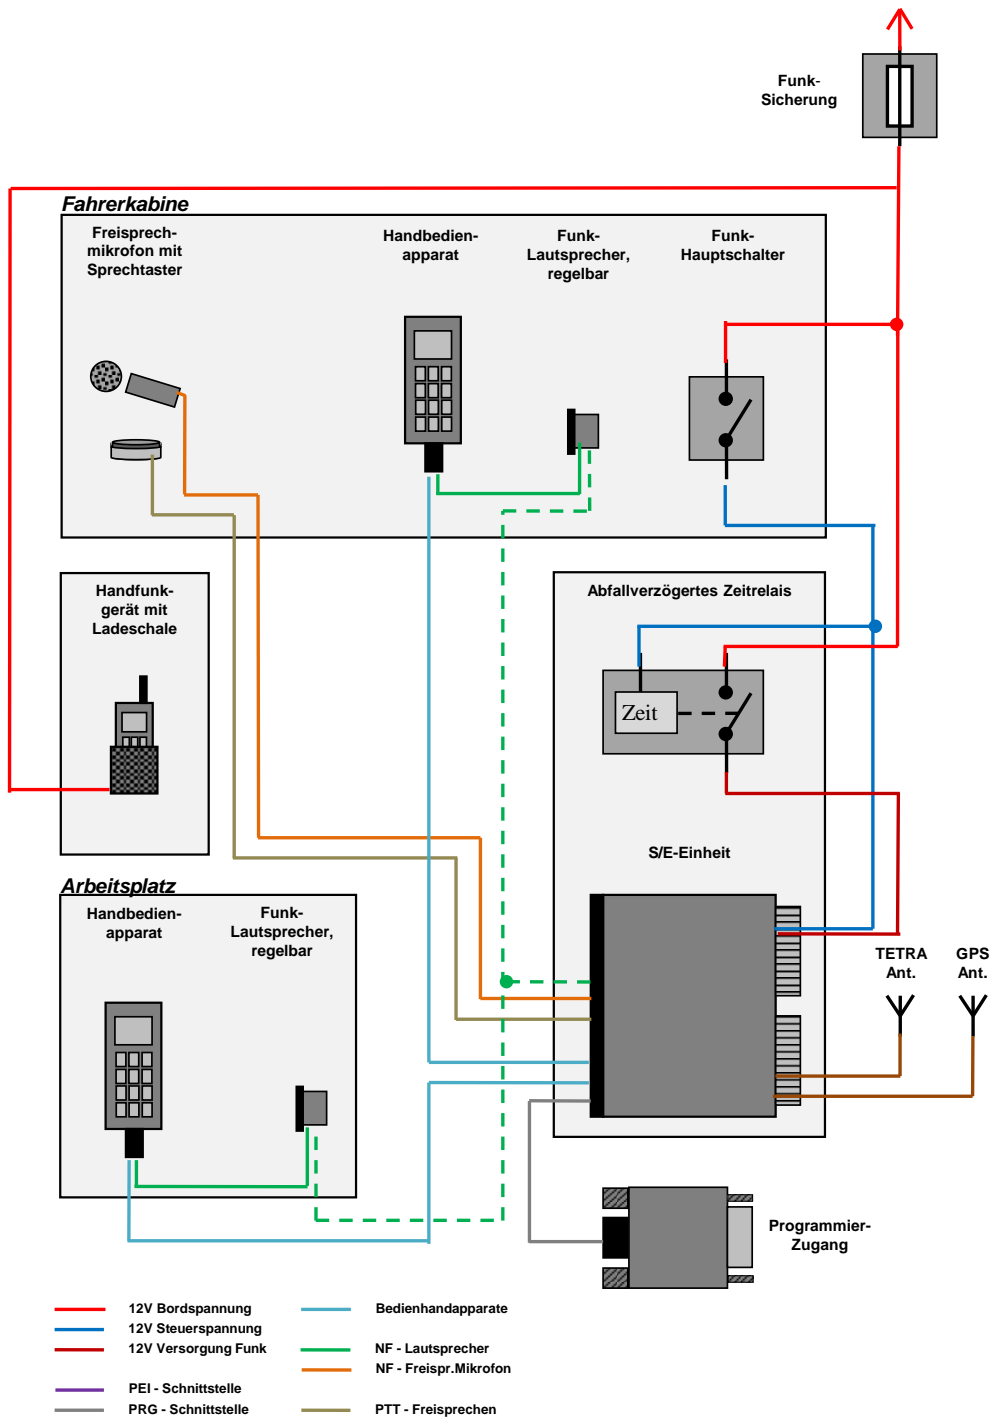 Funk-
Sicherung
Fahrerkabine
Freisprech-
mikrofon mit
Sprechtaster
Handbedien-
apparat
Funk-
Lautsprecher,
regelbar
Funk-
Hauptschalter
Handfunk-
gerät mit
Ladeschale
Abfallverzögertes Zeitrelais
Zeit
S/E-Einheit
Arbeitsplatz
Handbedien-
apparat
Funk-
Lautsprecher,
regelbar
TETRA
Ant.
GPS
Ant.
Programmier-
Zugang
12V Bordspannung
12V Steuerspannung
12V Versorgung Funk
PEI - Schnittstelle
PRG - Schnittstelle
Bedienhandapparate
NF - Lautsprecher
NF - Freispr.Mikrofon
PTT - Freisprechen